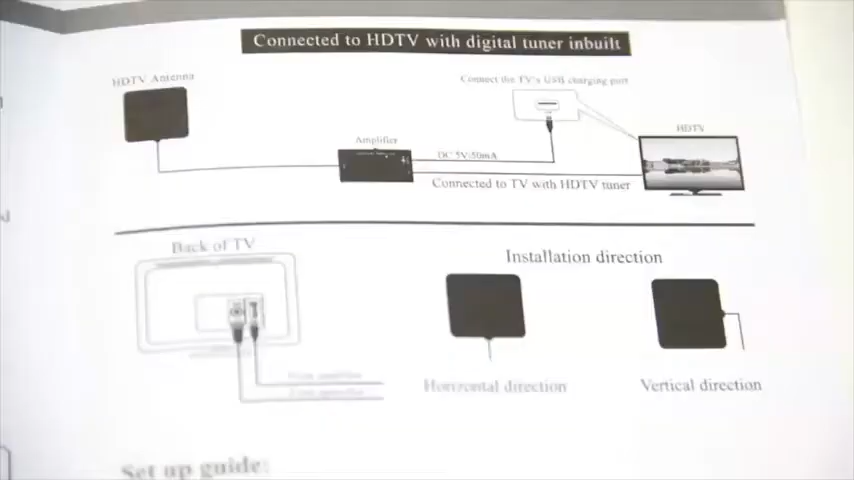 Connected to HDTV with digital tuner inbuilt
HDTV Antenna
Connect the TV's USB charging port
Amplifier
HDTV
DC 5V/50mA
Connected to TV with HDTV tuner
Back of TV
Installation direction
Horizontal direction
Vertical direction
Set up guide: